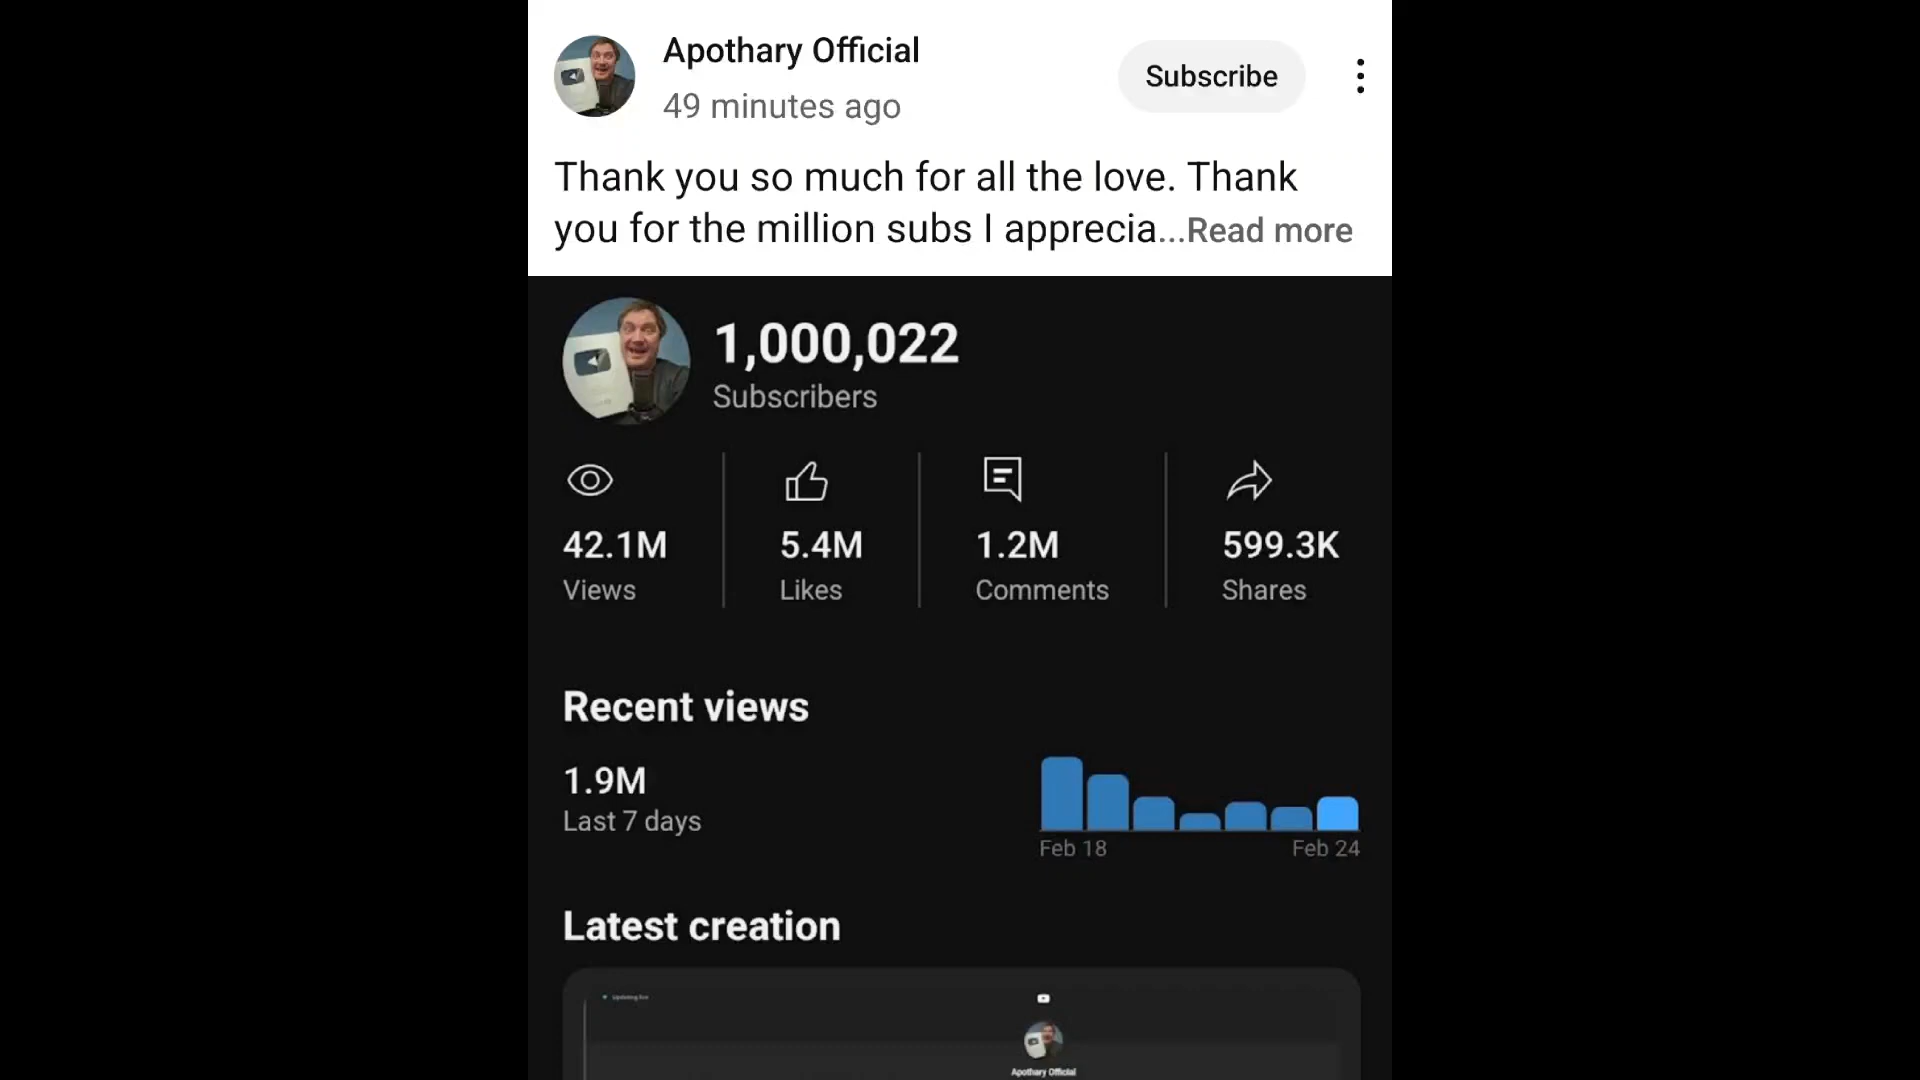 Apothary Official
49 minutes ago
Subscribe
Thank you so much for all the love. Thank
you for the million subs I apprecia...Read more
1,000,022
Subscribers
42.1M
Views
5.4M
Likes
1.2M
Comments
599.3K
Shares
Recent views
1.9M
Last 7 days
Feb 18
Feb 24
Latest creation
Updating live
Apothary Official